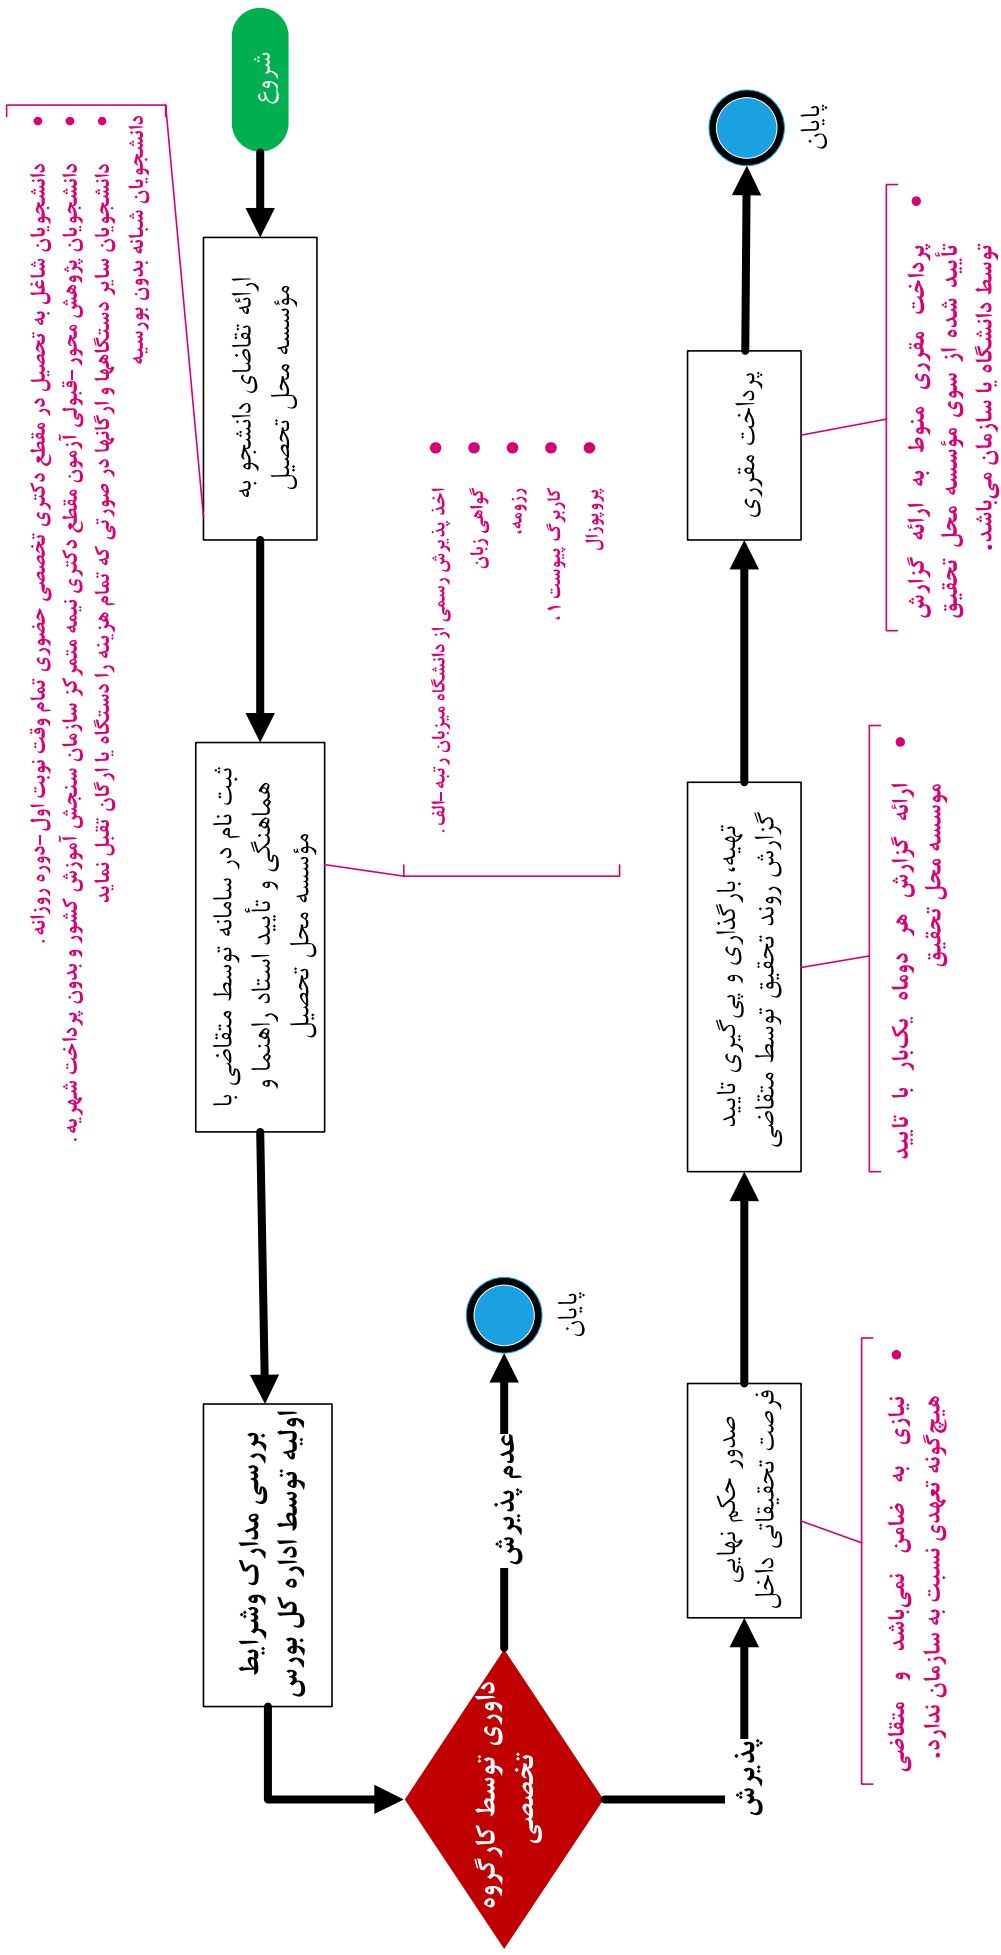 شروع
دانشجویان شاغل به تحصیل در مقطع دکتری تخصصی حضوری تمام وقت نوبت اول-دوره روزانه.
دانشجویان پژوهش محور-قبولی آزمون مقطع دکتری نیمه متمرکز سازمان سنجش آموزش کشور و بدون پرداخت شهریه.
دانشجویان سایر دستگاهها و ارگانها در صورتی که تمام هزینه را دستگاه یا ارگان تقبل نماید
دانشجویان شبانه بدون بورسیه
ارائه تقاضای دانشجو به
مؤسسه محل تحصیل
ثبت نام در سامانه توسط متقاضی با
هماهنگی و تأیید استاد راهنما و
مؤسسه محل تحصیل
اخذ پذیرش رسمی از دانشگاه میزبان رتبه-الف.
گواهی زبان
رزومه،
کاربرگ پیوست ۱،
پروپوزال
بررسی مدارک وشرایط
اولیه توسط اداره کل بورس
داوری توسط کارگروه
تخصصی
عدم پذیرش
پایان
پذیرش
صدور حکم نهایی
فرصت تحقیقاتی داخل
نیازی به ضامن نمی‌باشد و متقاضی
هیچ‌گونه تعهدی نسبت به سازمان ندارد.
تهیه، بارگذاری و پی گیری تایید
گزارش روند تحقیق توسط متقاضی
ارائه گزارش هر دوماه یک‌بار با تایید
موسسه محل تحقیق
پرداخت مقرری
پرداخت مقرری منوط به ارائه گزارش
تأیید شده از سوی مؤسسه محل تحقیق
توسط دانشگاه یا سازمان می‌باشد.
پایان